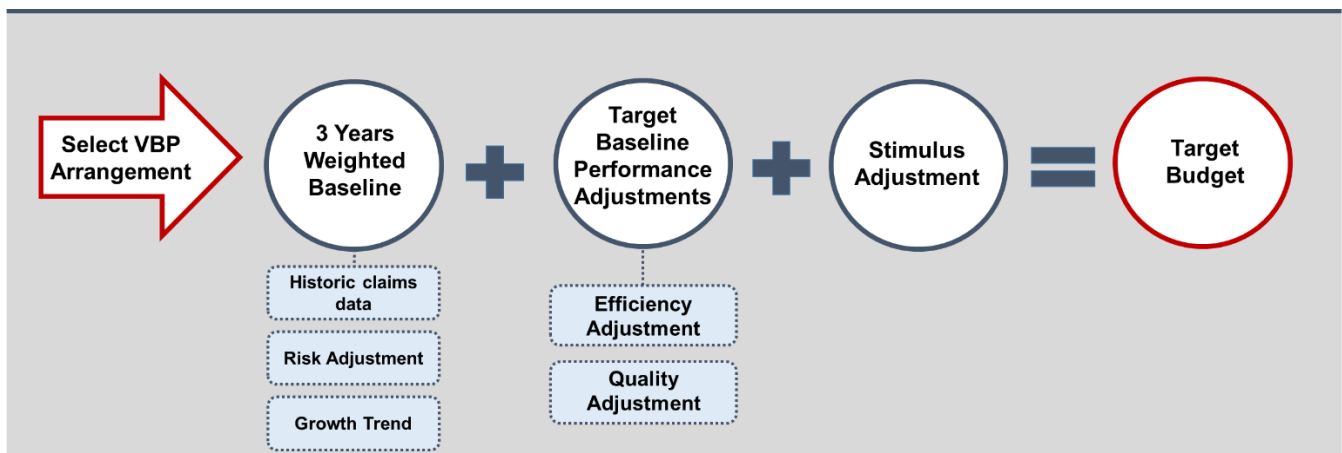 Select VBP
Arrangement
3 Years
Weighted
Baseline
Historic claims
data
Risk Adjustment
Growth Trend
Target
Baseline
Performance
Adjustments
Efficiency
Adjustment
Quality
Adjustment
Stimulus
Adjustment
Target
Budget